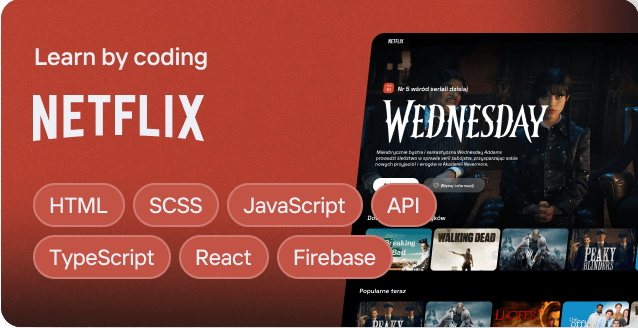 Learn by coding
NETFLIX
HTML
SCSS
JavaScript
API
TypeScript
React
Firebase
NETFLIX
Nr 5 wśród seriali dzisiaj
WEDNESDAY
Makabrycznie bystra i sarkastyczna Wednesday Addams
prowadzi śledztwo w sprawie serii zabójstw, przysparzając sobie
nowych przyjaciół i wrogów w Akademii Nevermore.
Więcej informacji
Breaking
Bad
THE WALKING DEAD
PEAKY
BLINDERS
Popularne teraz
PEAKY